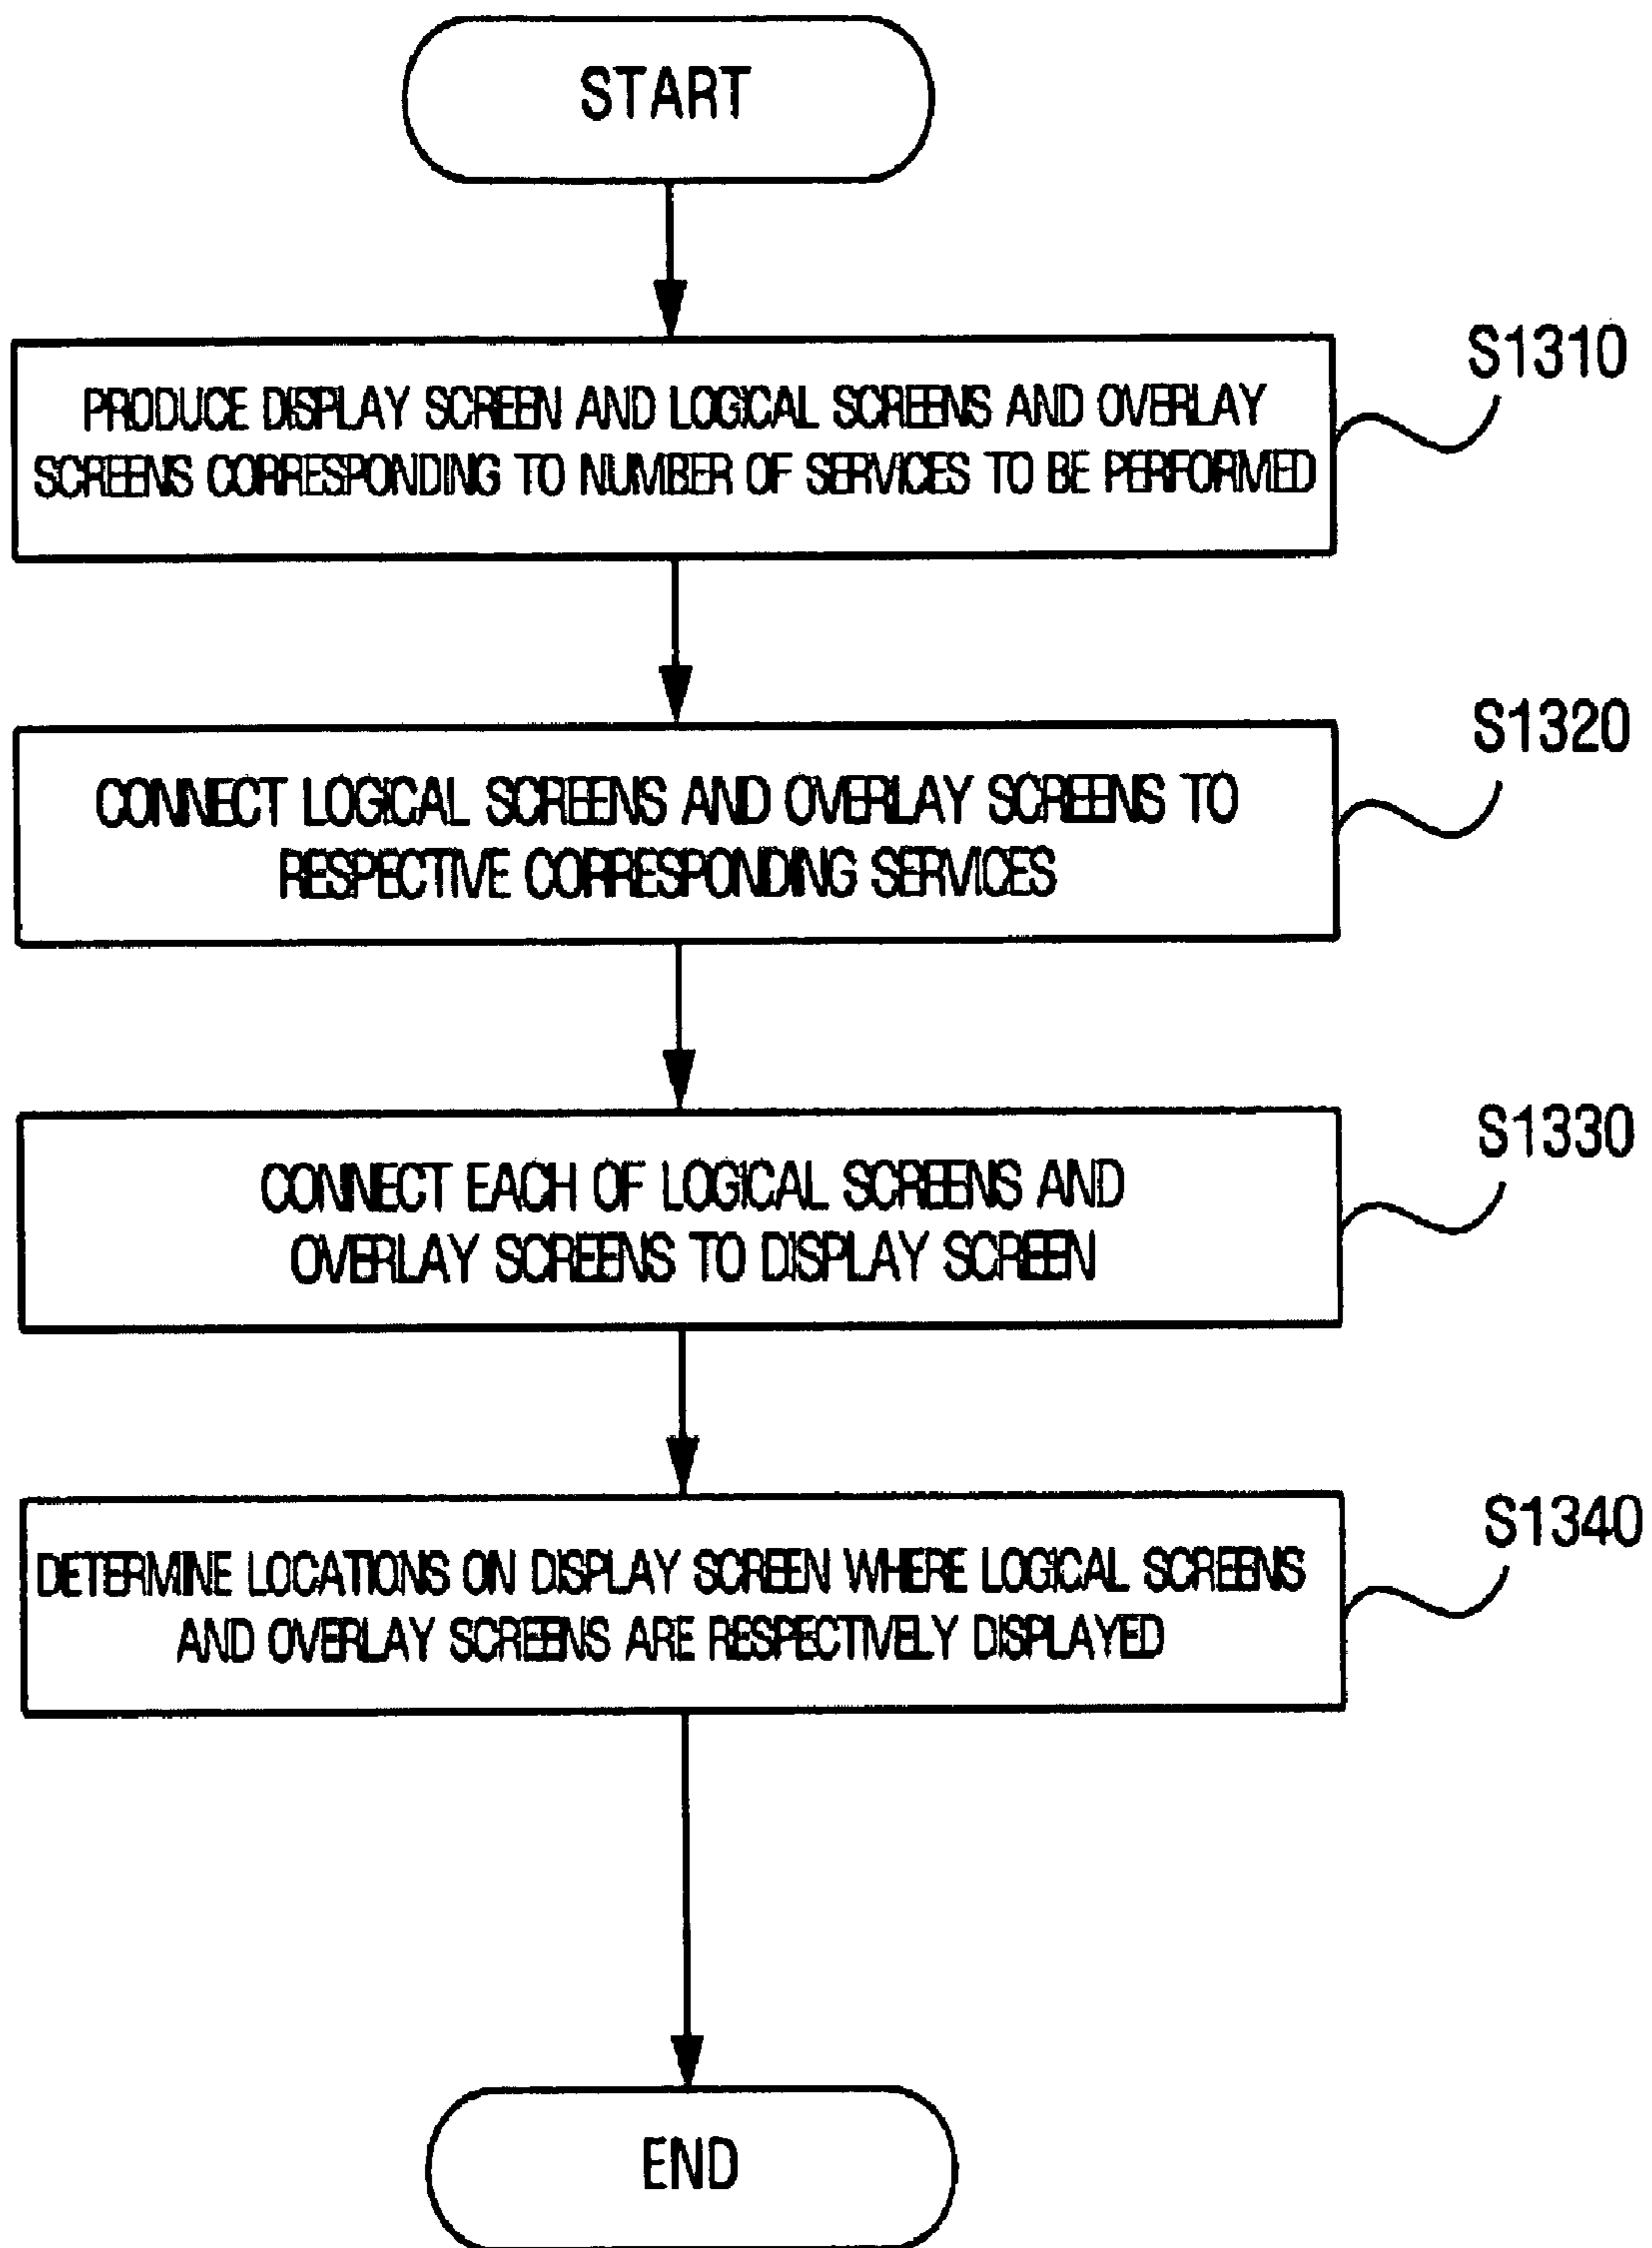 START
S1310
PRODUCE DISPLAY SCREEN AND LOGICAL SCREENS AND OVERLAY
SCREENS CORRESPONDING TO NUMBER OF SERVICES TO BE PERFORMED
S1320
CONNECT LOGICAL SCREENS AND OVERLAY SCREENS TO
RESPECTIVE CORRESPONDING SERVICES
S1330
CONNECT EACH OF LOGICAL SCREENS AND
OVERLAY SCREENS TO DISPLAY SCREEN
S1340
DETERMINE LOCATIONS ON DISPLAY SCREEN WHERE LOGICAL SCREENS
AND OVERLAY SCREENS ARE RESPECTIVELY DISPLAYED
END